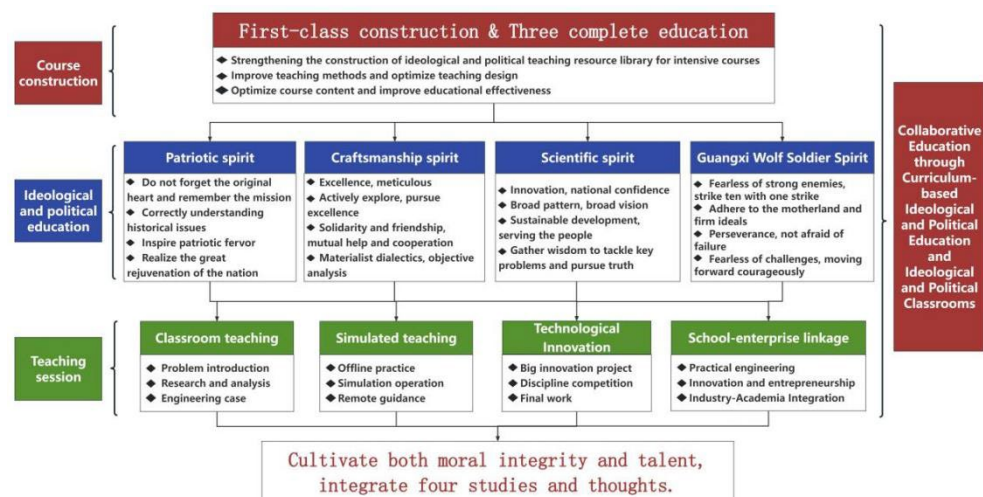 Course
construction
First-class construction & Three complete education
◆ Strengthening the construction of ideological and political teaching resource library for intensive courses
◆ Improve teaching methods and optimize teaching design
◆ Optimize course content and improve educational effectiveness
Ideological
and political
education
Patriotic spirit
◆ Do not forget the original
heart and remember the mission
◆ Correctly understanding
historical issues
◆ Inspire patriotic fervor
◆ Realize the great
rejuvenation of the nation
Craftsmanship spirit
◆ Excellence, meticulous
◆ Actively explore, pursue
excellence
◆ Solidarity and friendship,
mutual help and cooperation
◆ Materialist dialectics, objective
analysis
Scientific spirit
◆ Innovation, national confidence
◆ Broad pattern, broad vision
◆ Sustainable development,
serving the people
◆ Gather wisdom to tackle key
problems and pursue truth
Guangxi Wolf Soldier Spirit
◆ Fearless of strong enemies,
strike ten with one strike
◆ Adhere to the motherland and
firm ideals
◆ Perseverance, not afraid of
failure
◆ Fearless of challenges, moving
forward courageously
Teaching
session
Classroom teaching
◆ Problem introduction
◆ Research and analysis
◆ Engineering case
Simulated teaching
◆ Offline practice
◆ Simulation operation
◆ Remote guidance
Technological
Innovation
◆ Big innovation project
◆ Discipline competition
◆ Final work
School-enterprise linkage
◆ Practical engineering
◆ Innovation and entrepreneurship
◆ Industry-Academia Integration
Cultivate both moral integrity and talent,
integrate four studies and thoughts.
Collaborative
Education
through
Curriculum-
based
Ideological
and Political
Education
and
Ideological
and Political
Classrooms